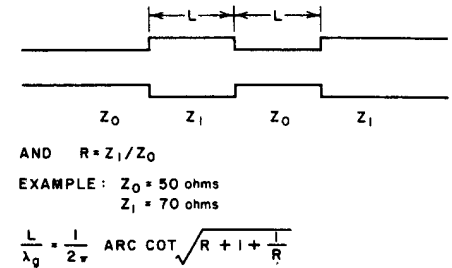 L L
Z₀ Z₁ Z₀ Z₁
AND R = Z₁/Z₀
EXAMPLE: Z₀ = 50 ohms
Z₁ = 70 ohms
L/λg = 1/2π ARC COT √(R + 1 + 1/R)